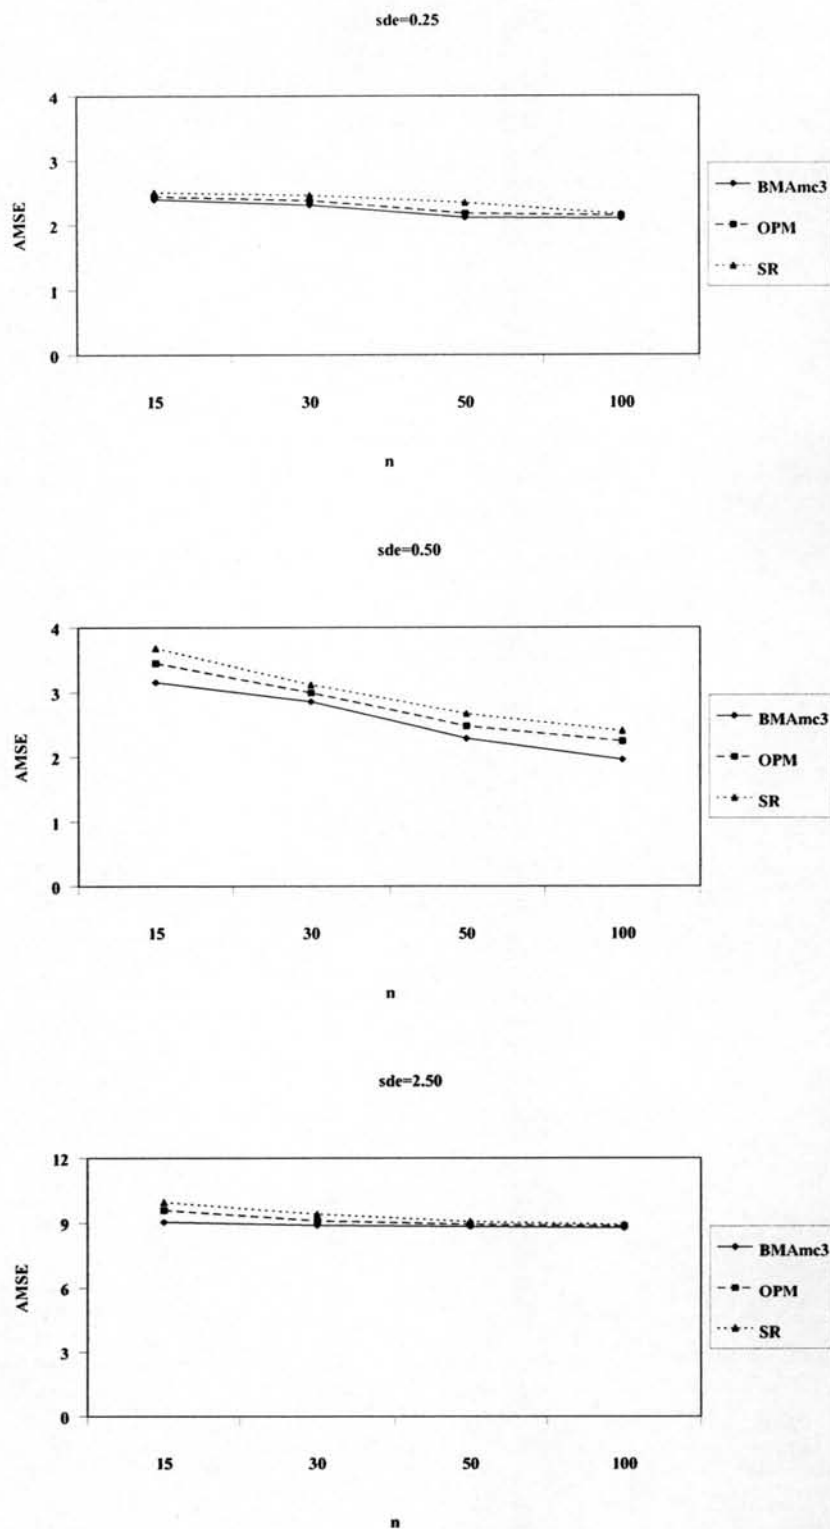 sde=0.25
4
3
2
1
0
AMSE
15 30 50 100
n
BMAmc3
OPM
SR
sde=0.50
4
3
2
1
0
AMSE
15 30 50 100
n
BMAmc3
OPM
SR
sde=2.50
12
9
6
3
0
AMSE
15 30 50 100
n
BMAmc3
OPM
SR